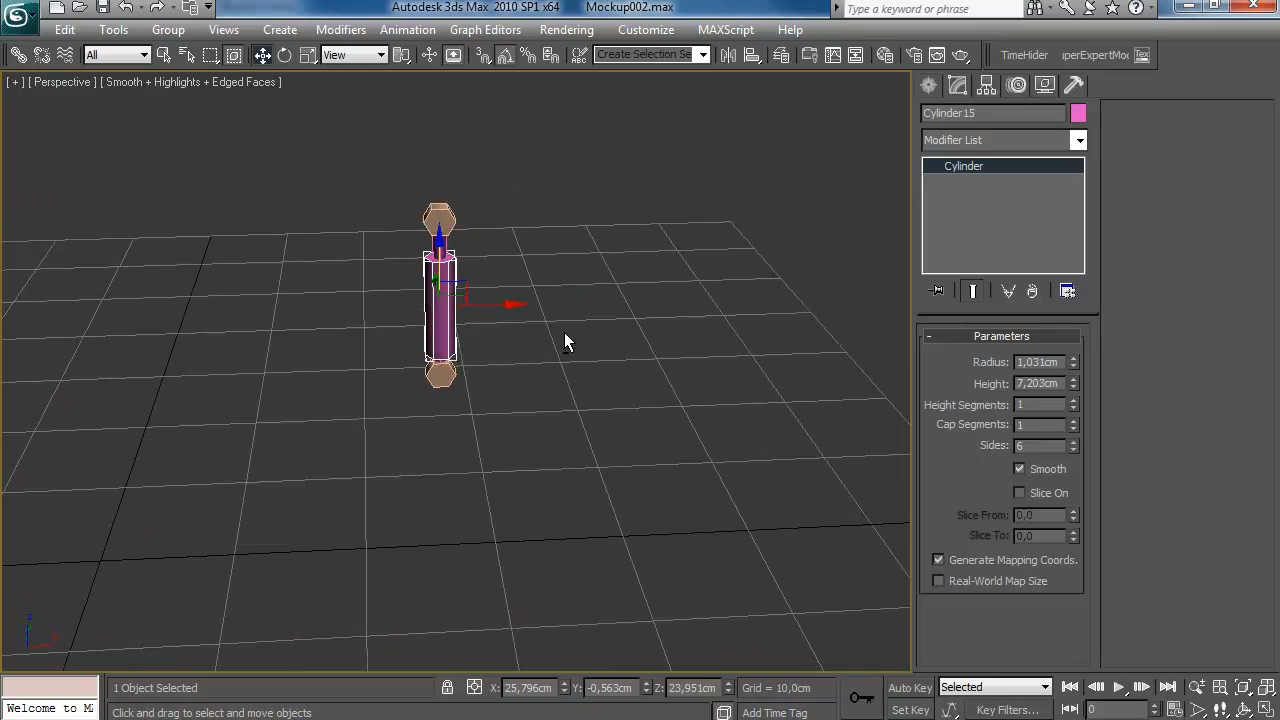 Autodesk 3ds Max 2010 SP1 x64 Mockup002.max
Type a keyword or phrase
Edit Tools Group Views Create Modifiers Animation Graph Editors Rendering Customize MAXScript Help
All View Create Selection Se TimeHider perExpertMod Tex
[ + ] [ Perspective ] [ Smooth + Highlights + Edged Faces ]
Cylinder15
Modifier List
Cylinder
- Parameters
Radius: 1,031cm
Height: 7,203cm
Height Segments: 1
Cap Segments: 1
Sides: 6
Smooth
Slice On
Slice From: 0,0
Slice To: 0,0
Generate Mapping Coords.
Real-World Map Size
z
1 Object Selected X: 25,796cm Y: -0,563cm Z: 23,951cm Grid = 10,0cm Auto Key Selected
Welcome to M Click and drag to select and move objects Add Time Tag Set Key Key Filters... 0